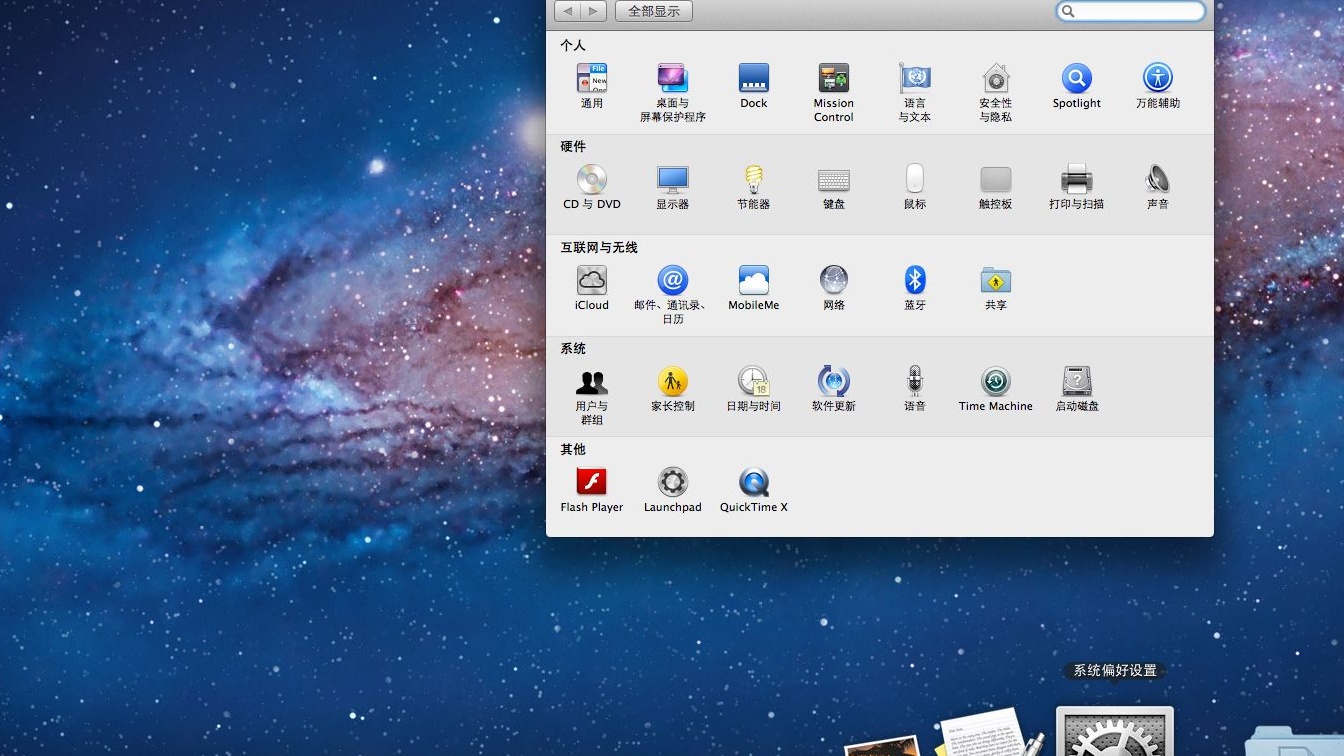 全部显示
个人
通用
桌面与
屏幕保护程序
Dock
Mission
Control
语言
与文本
安全性
与隐私
Spotlight
万能辅助
硬件
CD 与 DVD
显示器
节能器
键盘
鼠标
触控板
打印与扫描
声音
互联网与无线
iCloud
邮件、通讯录、
日历
MobileMe
网络
蓝牙
共享
系统
用户与
群组
家长控制
18
日期与时间
软件更新
语音
Time Machine
启动磁盘
其他
Flash Player
Launchpad
QuickTime X
系统偏好设置